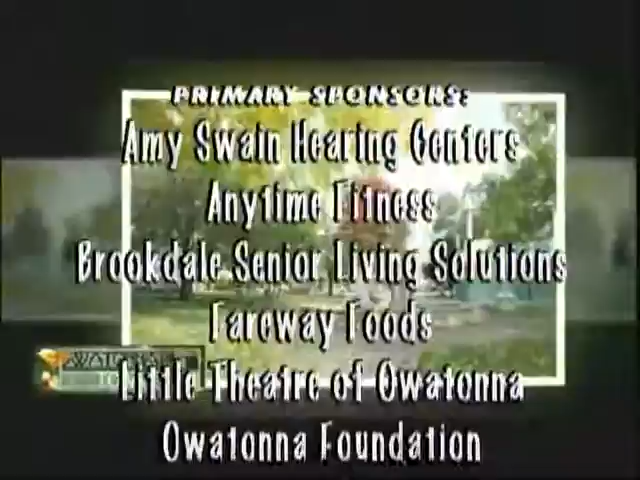 PRIMARY SPONSORS:
Amy Swain Hearing Centers
Anytime Fitness
Brookdale Senior Living Solutions
Fareway Foods
Little Theatre of Owatonna
Owatonna Foundation